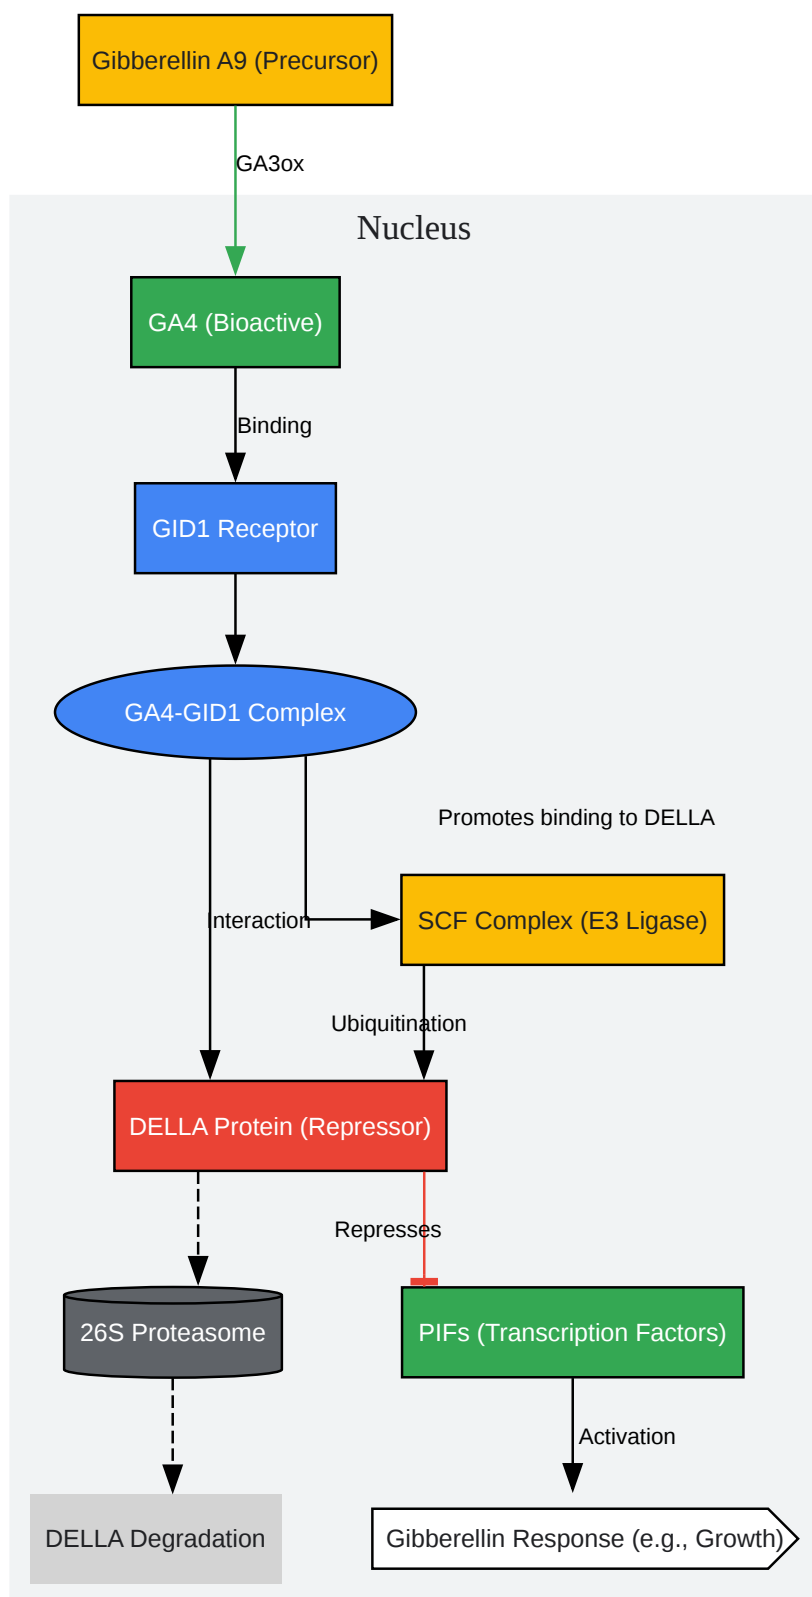 Gibberellin A9 (Precursor)
GA3ox
Nucleus
GA4 (Bioactive)
Binding
GID1 Receptor
GA4-GID1 Complex
Promotes binding to DELLA
Interaction
SCF Complex (E3 Ligase)
Ubiquitination
DELLA Protein (Repressor)
Represses
26S Proteasome
PIFs (Transcription Factors)
Activation
DELLA Degradation
Gibberellin Response (e.g., Growth)